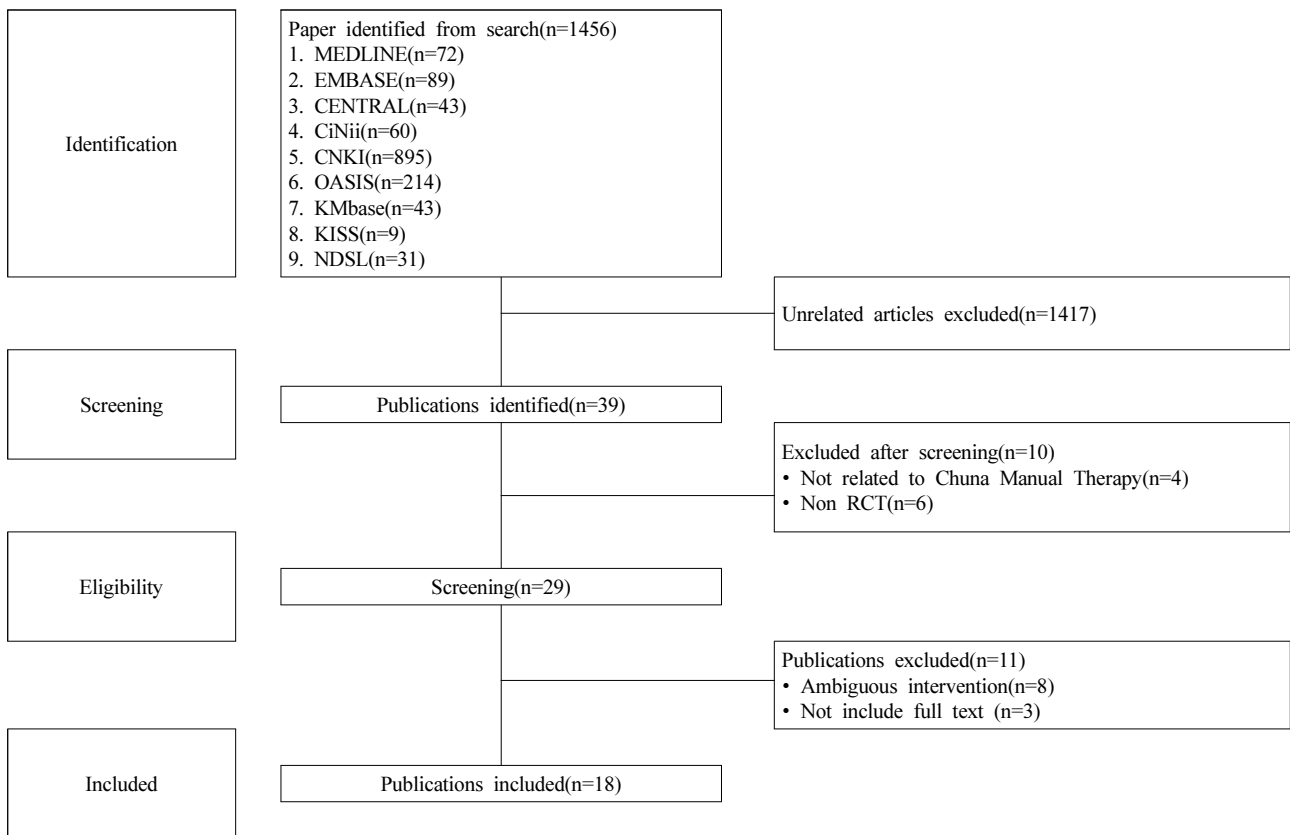 Identification
Paper identified from search(n=1456)
1. MEDLINE(n=72)
2. EMBASE(n=89)
3. CENTRAL(n=43)
4. CiNii(n=60)
5. CNKI(n=895)
6. OASIS(n=214)
7. KMbase(n=43)
8. KISS(n=9)
9. NDSL(n=31)
Unrelated articles excluded(n=1417)
Screening
Publications identified(n=39)
Excluded after screening(n=10)
• Not related to Chuna Manual Therapy(n=4)
• Non RCT(n=6)
Eligibility
Screening(n=29)
Publications excluded(n=11)
• Ambiguous intervention(n=8)
• Not include full text (n=3)
Included
Publications included(n=18)